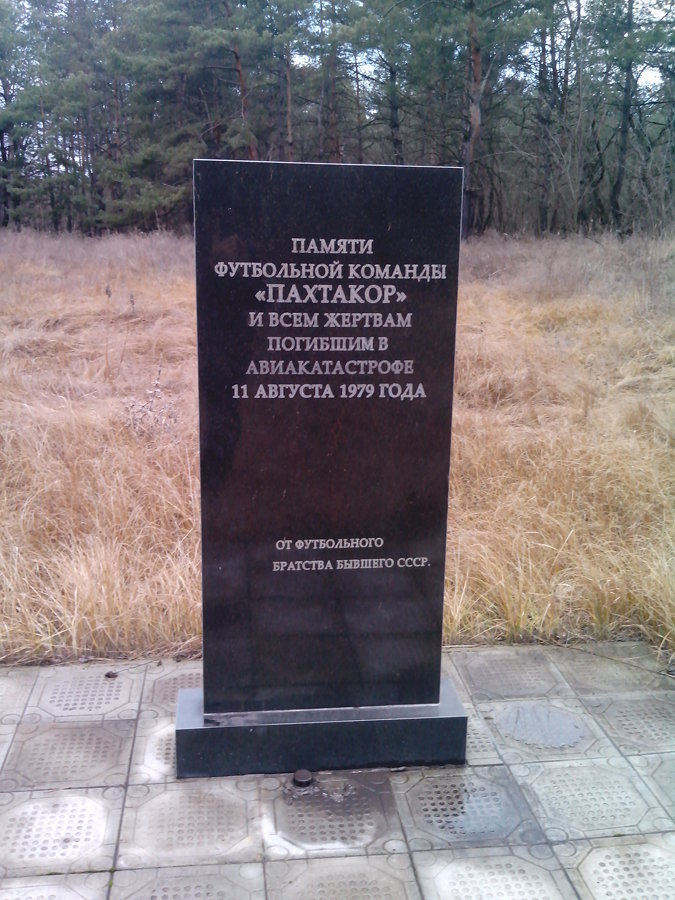 ПАМЯТИ
ФУТБОЛЬНОЙ КОМАНДЫ
«ПАХТАКОР»
И ВСЕМ ЖЕРТВАМ
ПОГИБШИМ В
АВИАКАТАСТРОФЕ
11 АВГУСТА 1979 ГОДА
ОТ ФУТБОЛЬНОГО
БРАТСТВА БЫВШЕГО СССР.